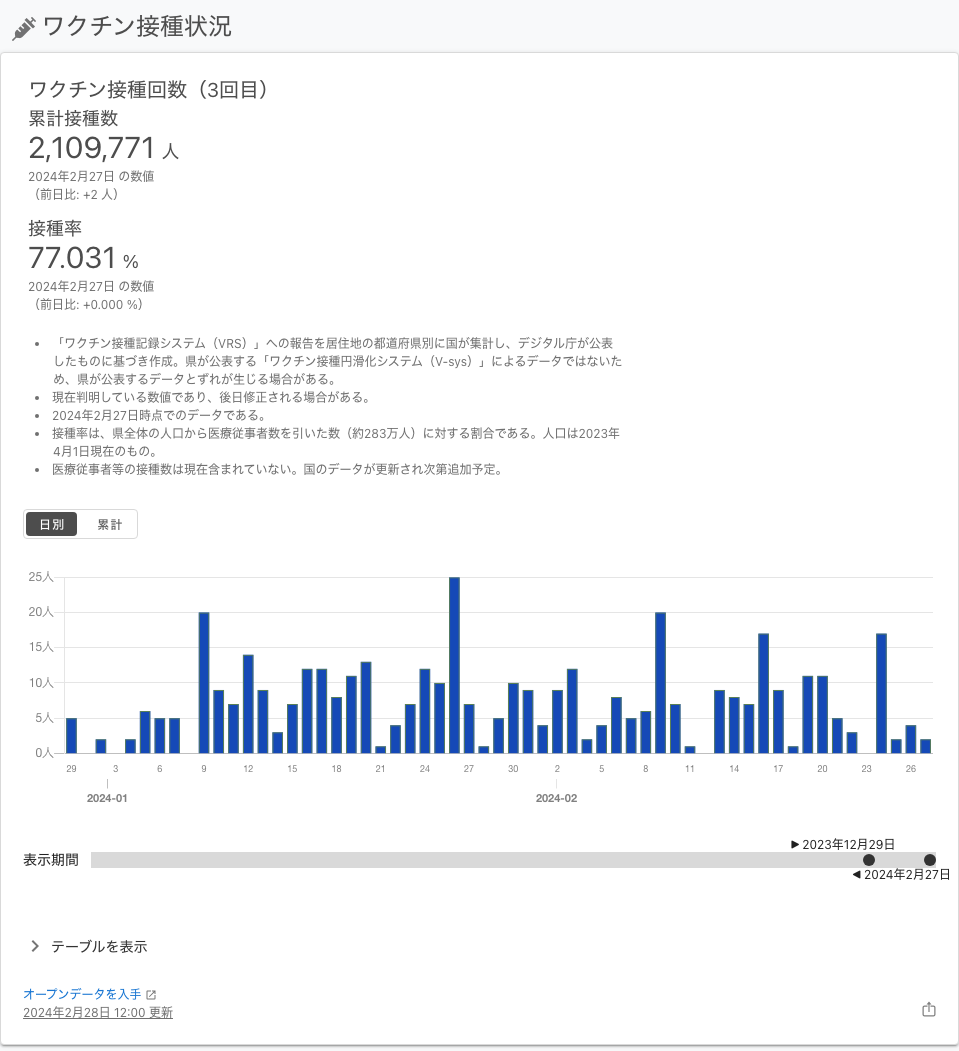 ワクチン接種状況
ワクチン接種回数（3回目）
累計接種数
2,109,771 人
2024年2月27日 の数値
（前日比: +2 人）
接種率
77.031 %
2024年2月27日 の数値
（前日比: +0.000 %）
• 「ワクチン接種記録システム（VRS）」への報告を居住地の都道府県別に国が集計し、デジタル庁が公表
したものに基づき作成。県が公表する「ワクチン接種円滑化システム（V-sys）」によるデータではないた
め、県が公表するデータとずれが生じる場合がある。
• 現在判明している数値であり、後日修正される場合がある。
• 2024年2月27日時点でのデータである。
• 接種率は、県全体の人口から医療従事者数を引いた数（約283万人）に対する割合である。人口は2023年
4月1日現在のもの。
• 医療従事者等の接種数は現在含まれていない。国のデータが更新され次第追加予定。
日別 累計
25人
20人
15人
10人
5人
0人
29 3 6 9 12 15 18 21 24 27 30 2 5 8 11 14 17 20 23 26
2024-01 2024-02
▶ 2023年12月29日
表示期間
◀ 2024年2月27日
テーブルを表示
オープンデータを入手
2024年2月28日 12:00 更新